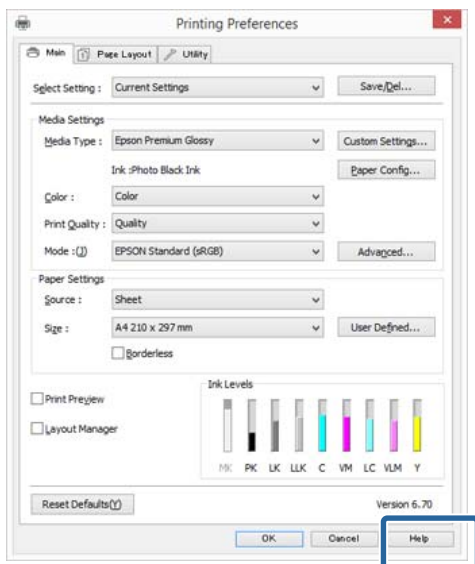 Printing Preferences
Main Page Layout Utility
Select Setting : Current Settings Save/Del...
Media Settings
Media Type : Epson Premium Glossy Custom Settings...
Ink :Photo Black Ink Paper Config...
Color : Color
Print Quality : Quality
Mode :(J) EPSON Standard (sRGB) Advanced...
Paper Settings
Source : Sheet
Size : A4 210 x 297 mm User Defined...
Borderless
Ink Levels
Print Preview
Layout Manager
MK PK LK LLK C VM LC VLM Y
Reset Defaults(Y) Version 6.70
OK Cancel Help